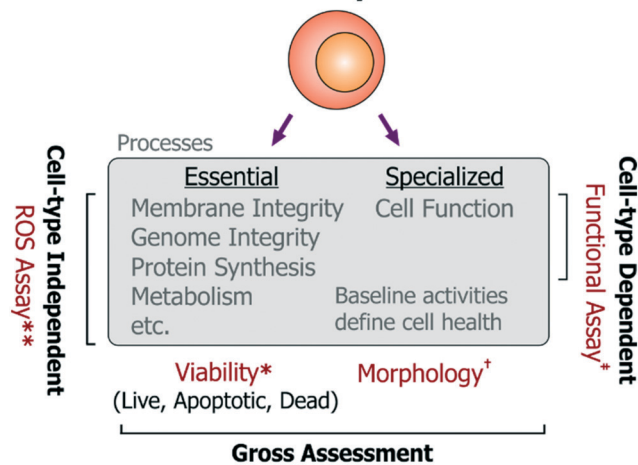 Processes
Essential
Specialized
Membrane Integrity
Cell Function
Genome Integrity
Protein Synthesis
Metabolism
Baseline activities
etc.
define cell health
Cell-type Independent
ROS Assay**
Cell-type Dependent
Functional Assay‡
Viability*
Morphology†
(Live, Apoptotic, Dead)
Gross Assessment